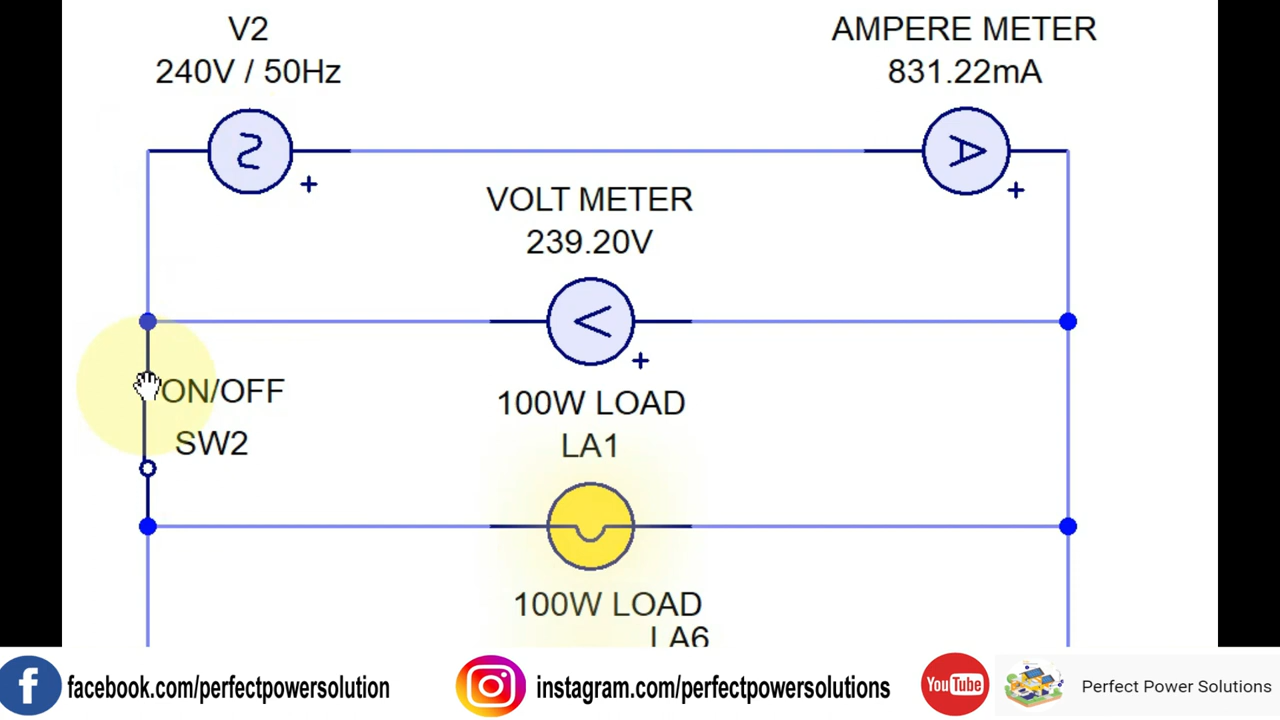 V2
240V / 50Hz
AMPERE METER
831.22mA
A
+
+
VOLT METER
239.20V
V
+
ON/OFF
SW2
100W LOAD
LA1
100W LOAD
LA6
facebook.com/perfectpowersolution
instagram.com/perfectpowersolutions
YouTube
Perfect Power Solutions